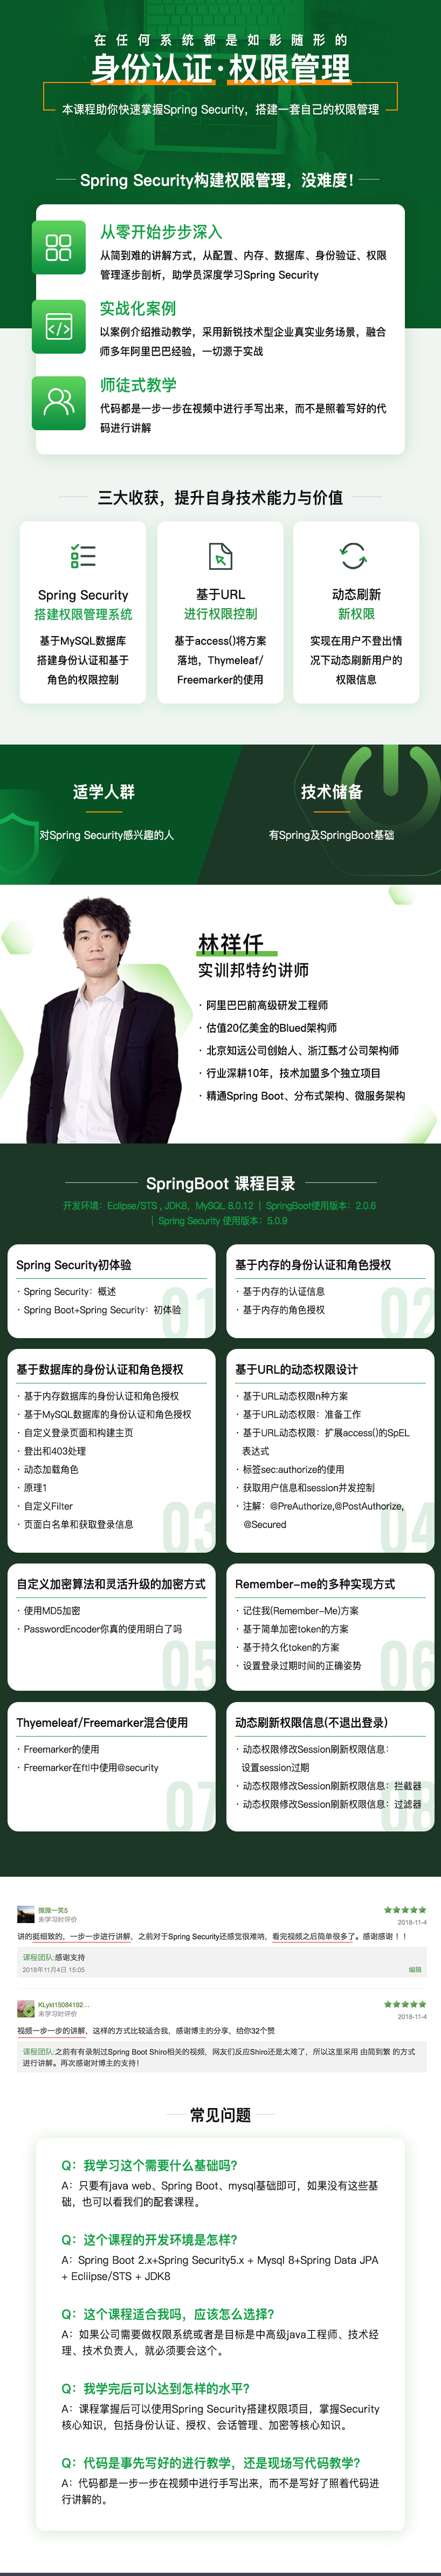 在任何系统都是如影随形的
身份认证·权限管理
本课程助你快速掌握Spring Security，搭建一套自己的权限管理
Spring Security构建权限管理，没难度！
从零开始步步深入
从简到难的讲解方式，从配置、内存、数据库、身份验证、权限
管理逐步剖析，助学员深度学习Spring Security
实战化案例
以案例介绍推动教学，采用新锐技术型企业真实业务场景，融合
师多年阿里巴巴经验，一切源于实战
师徒式教学
代码都是一步一步在视频中进行手写出来，而不是照着写好的代
码进行讲解
三大收获，提升自身技术能力与价值
Spring Security
搭建权限管理系统
基于MySQL数据库
搭建身份认证和基于
角色的权限控制
基于URL
进行权限控制
基于access()将方案
落地，Thymeleaf/
Freemarker的使用
动态刷新
新权限
实现在用户不登出情
况下动态刷新用户的
权限信息
适学人群
对Spring Security感兴趣的人
技术储备
有Spring及SpringBoot基础
林祥仟
实训邦特约讲师
· 阿里巴巴前高级研发工程师
· 估值20亿美金的Blued架构师
· 北京知远公司创始人、浙江甄才公司架构师
· 行业深耕10年，技术加盟多个独立项目
· 精通Spring Boot、分布式架构、微服务架构
SpringBoot 课程目录
开发环境：Eclipse/STS , JDK8，MySQL 8.0.12 | SpringBoot使用版本：2.0.6
| Spring Security 使用版本：5.0.9
Spring Security初体验
· Spring Security：概述
· Spring Boot+Spring Security：初体验
01
基于内存的身份认证和角色授权
· 基于内存的认证信息
· 基于内存的角色授权
02
基于数据库的身份认证和角色授权
· 基于内存数据库的身份认证和角色授权
· 基于MySQL数据库的身份认证和角色授权
· 自定义登录页面和构建主页
· 登出和403处理
· 动态加载角色
· 原理1
· 自定义Filter
· 页面白名单和获取登录信息
03
基于URL的动态权限设计
· 基于URL动态权限n种方案
· 基于URL动态权限：准备工作
· 基于URL动态权限：扩展access()的SpEL
表达式
· 标签sec:authorize的使用
· 获取用户信息和session并发控制
· 注解：@PreAuthorize,@PostAuthorize,
@Secured
04
自定义加密算法和灵活升级的加密方式
· 使用MD5加密
· PasswordEncoder你真的使用明白了吗
05
Remember-me的多种实现方式
· 记住我(Remember-Me)方案
· 基于简单加密token的方案
· 基于持久化token的方案
· 设置登录过期时间的正确姿势
06
Thyemeleaf/Freemarker混合使用
· Freemarker的使用
· Freemarker在ftl中使用@security
07
动态刷新权限信息(不退出登录)
· 动态权限修改Session刷新权限信息：
设置session过期
· 动态权限修改Session刷新权限信息：拦截器
· 动态权限修改Session刷新权限信息：过滤器
08
微微一笑5
未学习时评价
2018-11-4
讲的挺细致的，一步一步进行讲解，之前对于Spring Security还感觉很难呐，看完视频之后简单很多了。感谢感谢！！
课程团队:感谢支持
2018年11月4日 15:05
编辑
KLykt15084192...
未学习时评价
2018-11-4
视频一步一步的讲解，这样的方式比较适合我，感谢博主的分享，给你32个赞
课程团队:之前有有录制过Spring Boot Shiro相关的视频，网友们反应Shiro还是太难了，所以这里采用 由简到繁 的方式
进行讲解。再次感谢对博主的支持！
常见问题
Q：我学习这个需要什么基础吗？
A：只要有java web、Spring Boot、mysql基础即可，如果没有这些基
础，也可以看我们的配套课程。
Q：这个课程的开发环境是怎样？
A：Spring Boot 2.x+Spring Security5.x + Mysql 8+Spring Data JPA
+ Ecliipse/STS + JDK8
Q：这个课程适合我吗，应该怎么选择？
A：如果公司需要做权限系统或者是目标是中高级java工程师、技术经
理、技术负责人，就必须要会这个。
Q：我学完后可以达到怎样的水平？
A：课程掌握后可以使用Spring Security搭建权限项目，掌握Security
核心知识，包括身份认证、授权、会话管理、加密等核心知识。
Q：代码是事先写好的进行教学，还是现场写代码教学？
A：代码都是一步一步在视频中进行手写出来，而不是写好了照着代码进
行讲解的。